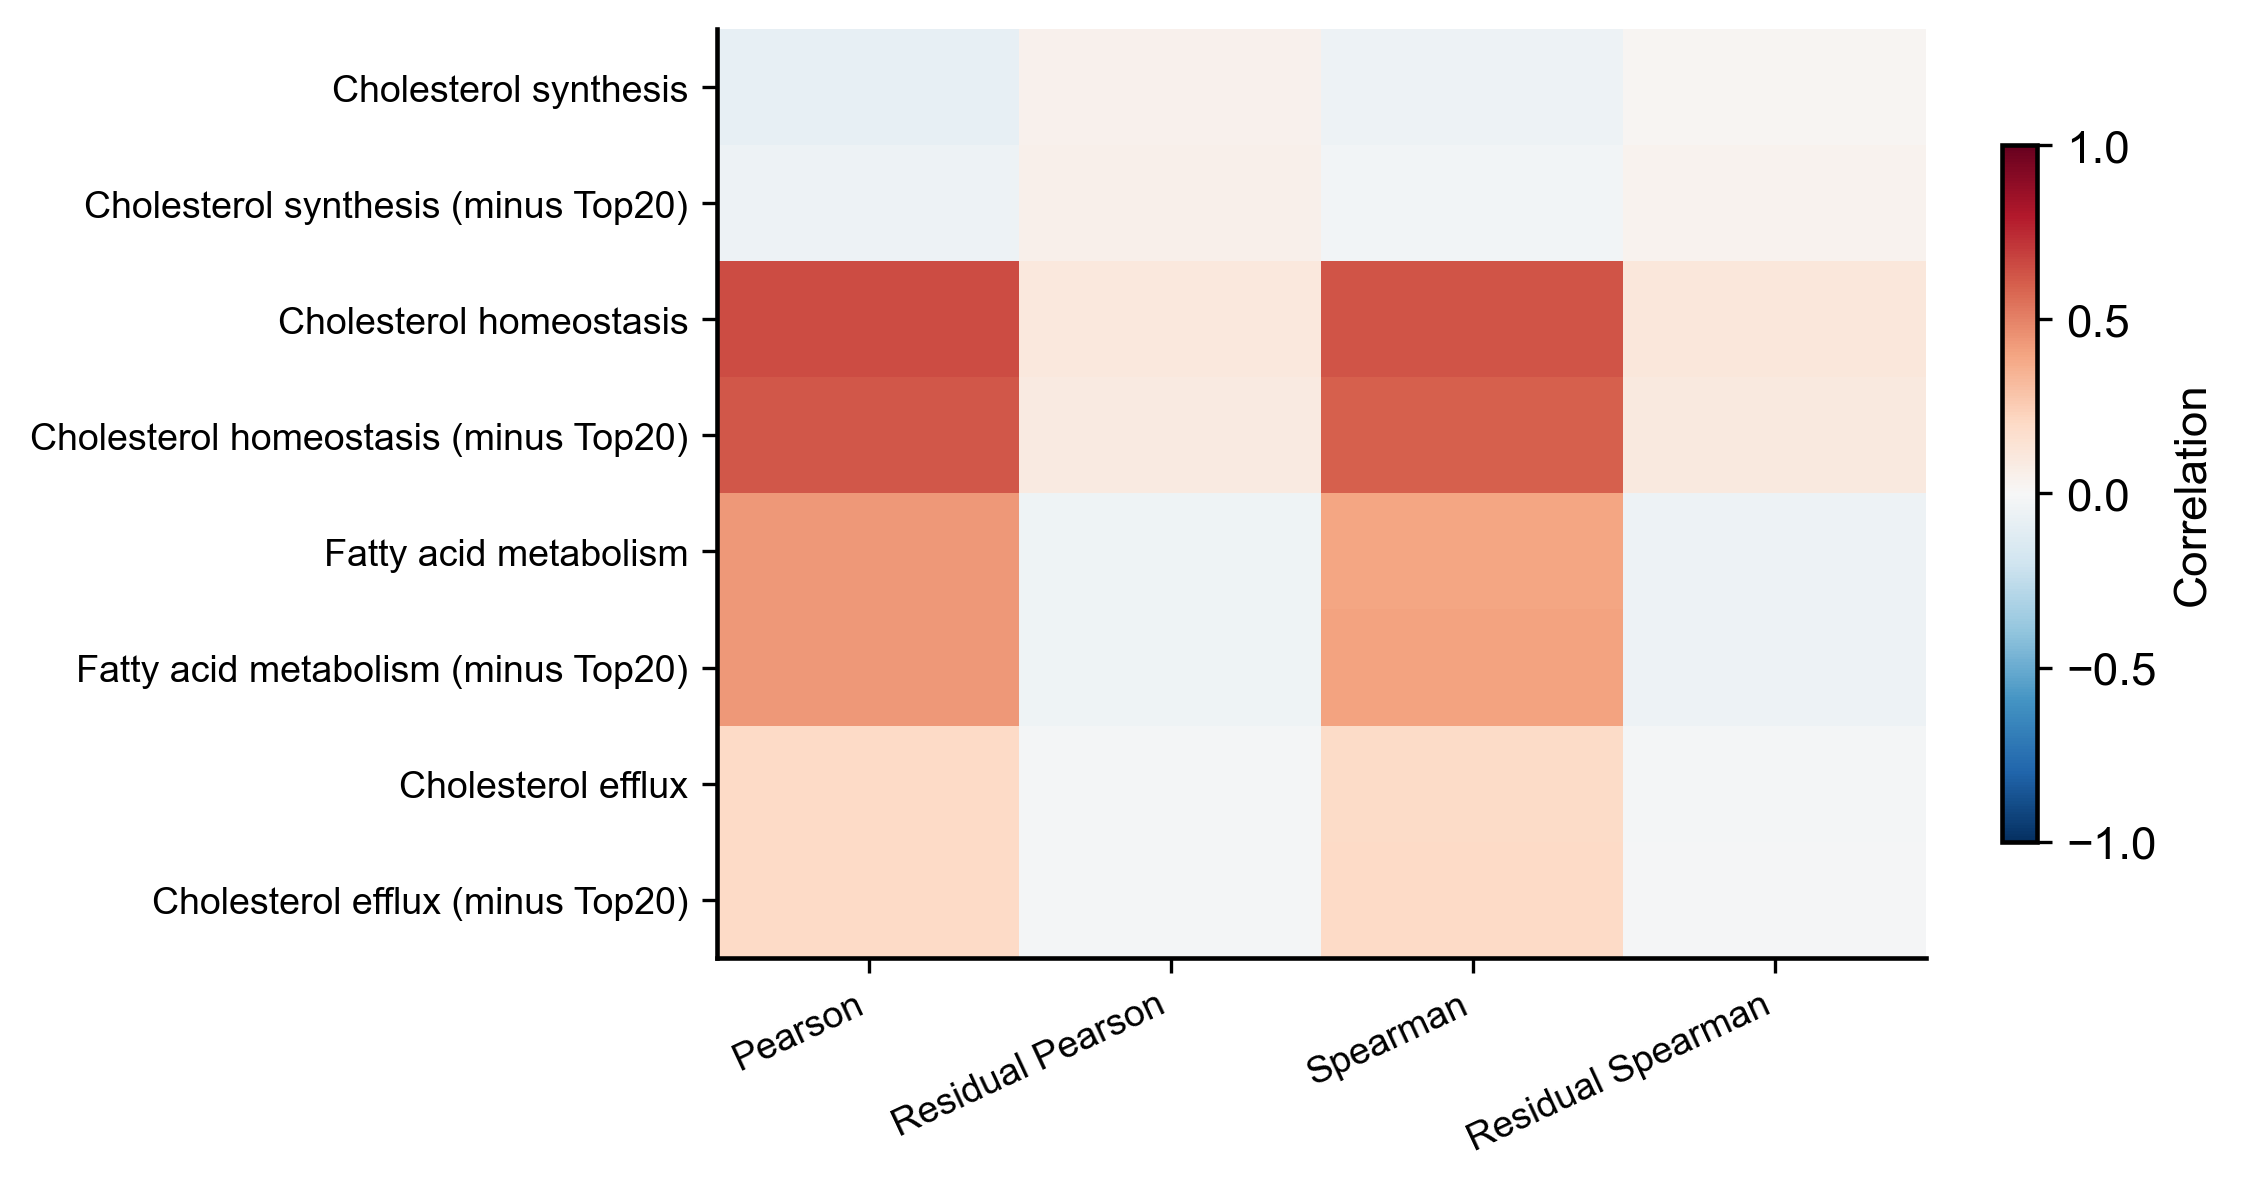 Cholesterol synthesis
Cholesterol synthesis (minus Top20)
Cholesterol homeostasis
Cholesterol homeostasis (minus Top20)
Fatty acid metabolism
Fatty acid metabolism (minus Top20)
Cholesterol efflux
Cholesterol efflux (minus Top20)
Pearson
Residual Pearson
Spearman
Residual Spearman
1.0
0.5
0.0
−0.5
−1.0
Correlation